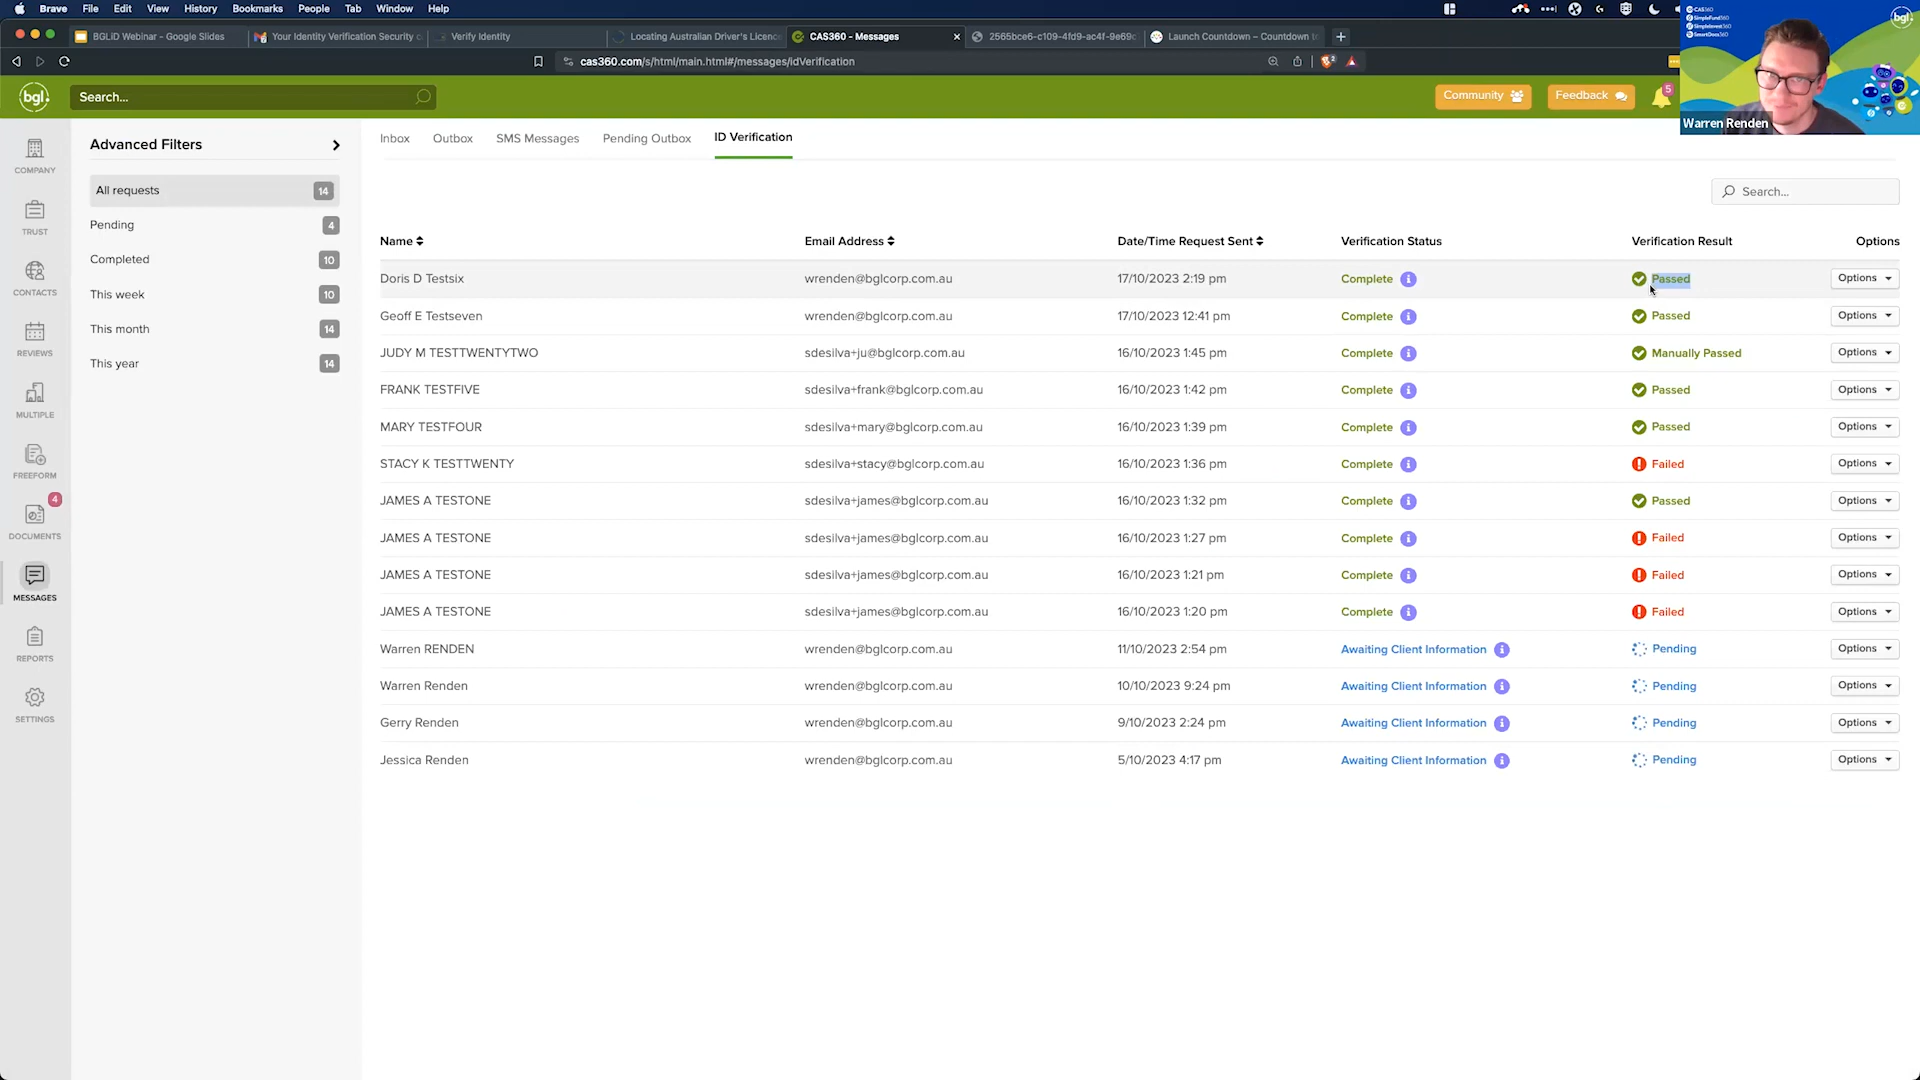 Brave File Edit View History Bookmarks People Tab Window Help
BGLiD Webinar - Google Slides
Your Identity Verification Security c
Verify Identity
Locating Australian Driver's Licence
CAS360 - Messages
2565bce6-c109-4fd9-ac4f-9e69c
Launch Countdown – Countdown to
cas360.com/s/html/main.html#/messages/idVerification
bgl. Search... Community Feedback 5
CAS360
SimpleFund360
SimpleInvest360
SmartDocs360
bgl.
Warren Renden
COMPANY
TRUST
CONTACTS
REVIEWS
MULTIPLE
FREEFORM
4
DOCUMENTS
MESSAGES
REPORTS
SETTINGS
Advanced Filters
All requests 14
Pending 4
Completed 10
This week 10
This month 14
This year 14
Inbox Outbox SMS Messages Pending Outbox ID Verification
Search...
Name Email Address Date/Time Request Sent Verification Status Verification Result Options
Doris D Testsix wrenden@bglcorp.com.au 17/10/2023 2:19 pm Complete Passed Options
Geoff E Testseven wrenden@bglcorp.com.au 17/10/2023 12:41 pm Complete Passed Options
JUDY M TESTTWENTYTWO sdesilva+ju@bglcorp.com.au 16/10/2023 1:45 pm Complete Manually Passed Options
FRANK TESTFIVE sdesilva+frank@bglcorp.com.au 16/10/2023 1:42 pm Complete Passed Options
MARY TESTFOUR sdesilva+mary@bglcorp.com.au 16/10/2023 1:39 pm Complete Passed Options
STACY K TESTTWENTY sdesilva+stacy@bglcorp.com.au 16/10/2023 1:36 pm Complete Failed Options
JAMES A TESTONE sdesilva+james@bglcorp.com.au 16/10/2023 1:32 pm Complete Passed Options
JAMES A TESTONE sdesilva+james@bglcorp.com.au 16/10/2023 1:27 pm Complete Failed Options
JAMES A TESTONE sdesilva+james@bglcorp.com.au 16/10/2023 1:21 pm Complete Failed Options
JAMES A TESTONE sdesilva+james@bglcorp.com.au 16/10/2023 1:20 pm Complete Failed Options
Warren RENDEN wrenden@bglcorp.com.au 11/10/2023 2:54 pm Awaiting Client Information Pending Options
Warren Renden wrenden@bglcorp.com.au 10/10/2023 9:24 pm Awaiting Client Information Pending Options
Gerry Renden wrenden@bglcorp.com.au 9/10/2023 2:24 pm Awaiting Client Information Pending Options
Jessica Renden wrenden@bglcorp.com.au 5/10/2023 4:17 pm Awaiting Client Information Pending Options